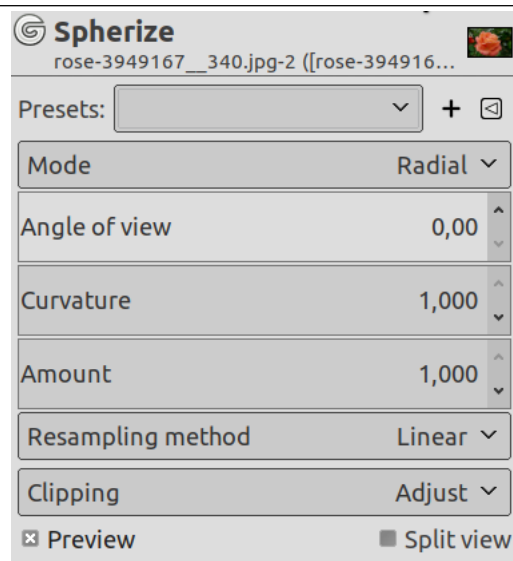 Spherize
rose-3949167__340.jpg-2 ([rose-394916...
Presets:
Mode Radial
Angle of view 0,00
Curvature 1,000
Amount 1,000
Resampling method Linear
Clipping Adjust
Preview Split view